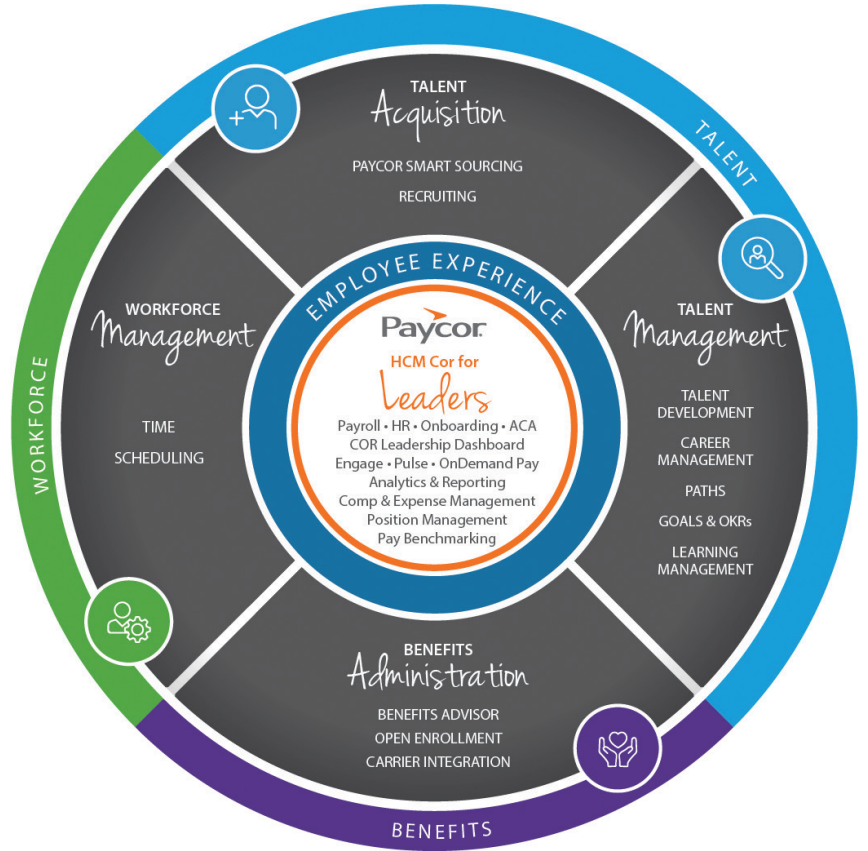 TALENT
Acquisition
PAYCOR SMART SOURCING
RECRUITING
TALENT
WORKFORCE
Management
TIME
SCHEDULING
WORKFORCE
EMPLOYEE EXPERIENCE
Paycor
HCM Cor for
Leaders
Payroll • HR • Onboarding • ACA
COR Leadership Dashboard
Engage • Pulse • OnDemand Pay
Analytics & Reporting
Comp & Expense Management
Position Management
Pay Benchmarking
TALENT
Management
TALENT
DEVELOPMENT
CAREER
MANAGEMENT
PATHS
GOALS & OKRs
LEARNING
MANAGEMENT
BENEFITS
Administration
BENEFITS ADVISOR
OPEN ENROLLMENT
CARRIER INTEGRATION
BENEFITS